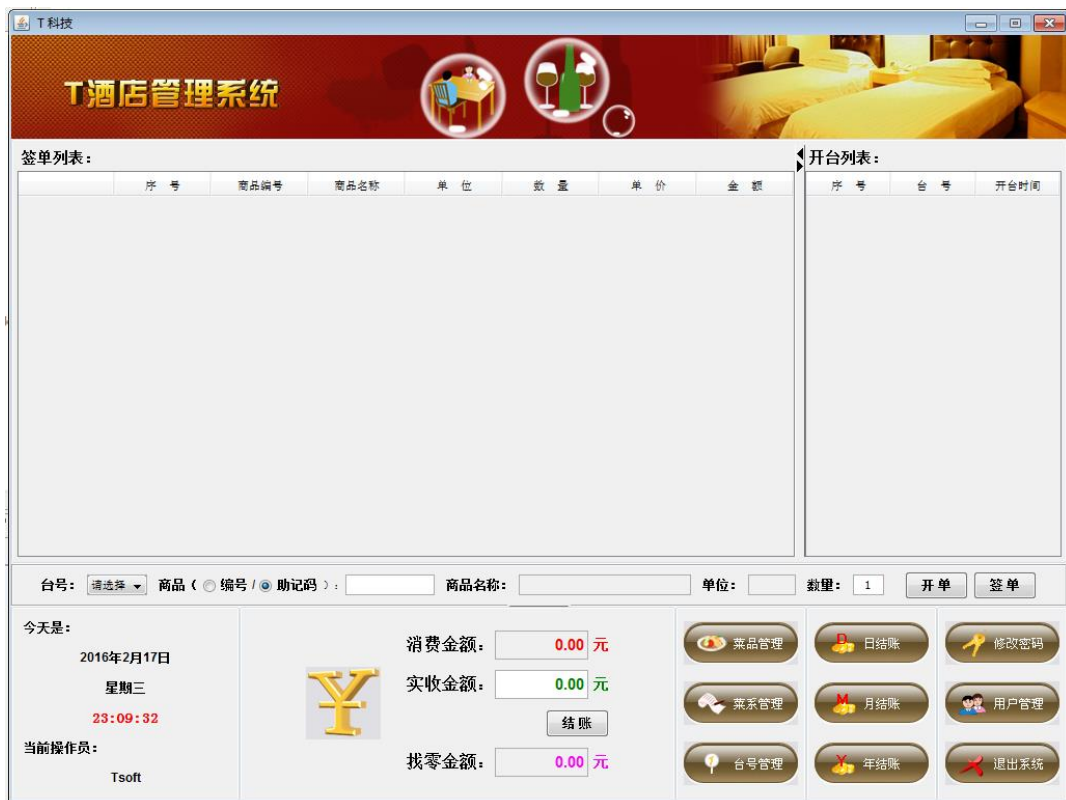 T 科技
T酒店管理系统
签单列表：
序 号 商品编号 商品名称 单 位 数 量 单 价 金 额
开台列表：
序 号 台 号 开台时间
台号： 请选择 商品（ 编号 / 助记码 ）： 商品名称： 单位： 数量： 1 开 单 签 单
今天是：
2016年2月17日
星期三
23:09:32
当前操作员：
Tsoft
消费金额： 0.00 元
实收金额： 0.00 元
结 账
找零金额： 0.00 元
菜品管理 日结账 修改密码
菜系管理 月结账 用户管理
台号管理 年结账 退出系统